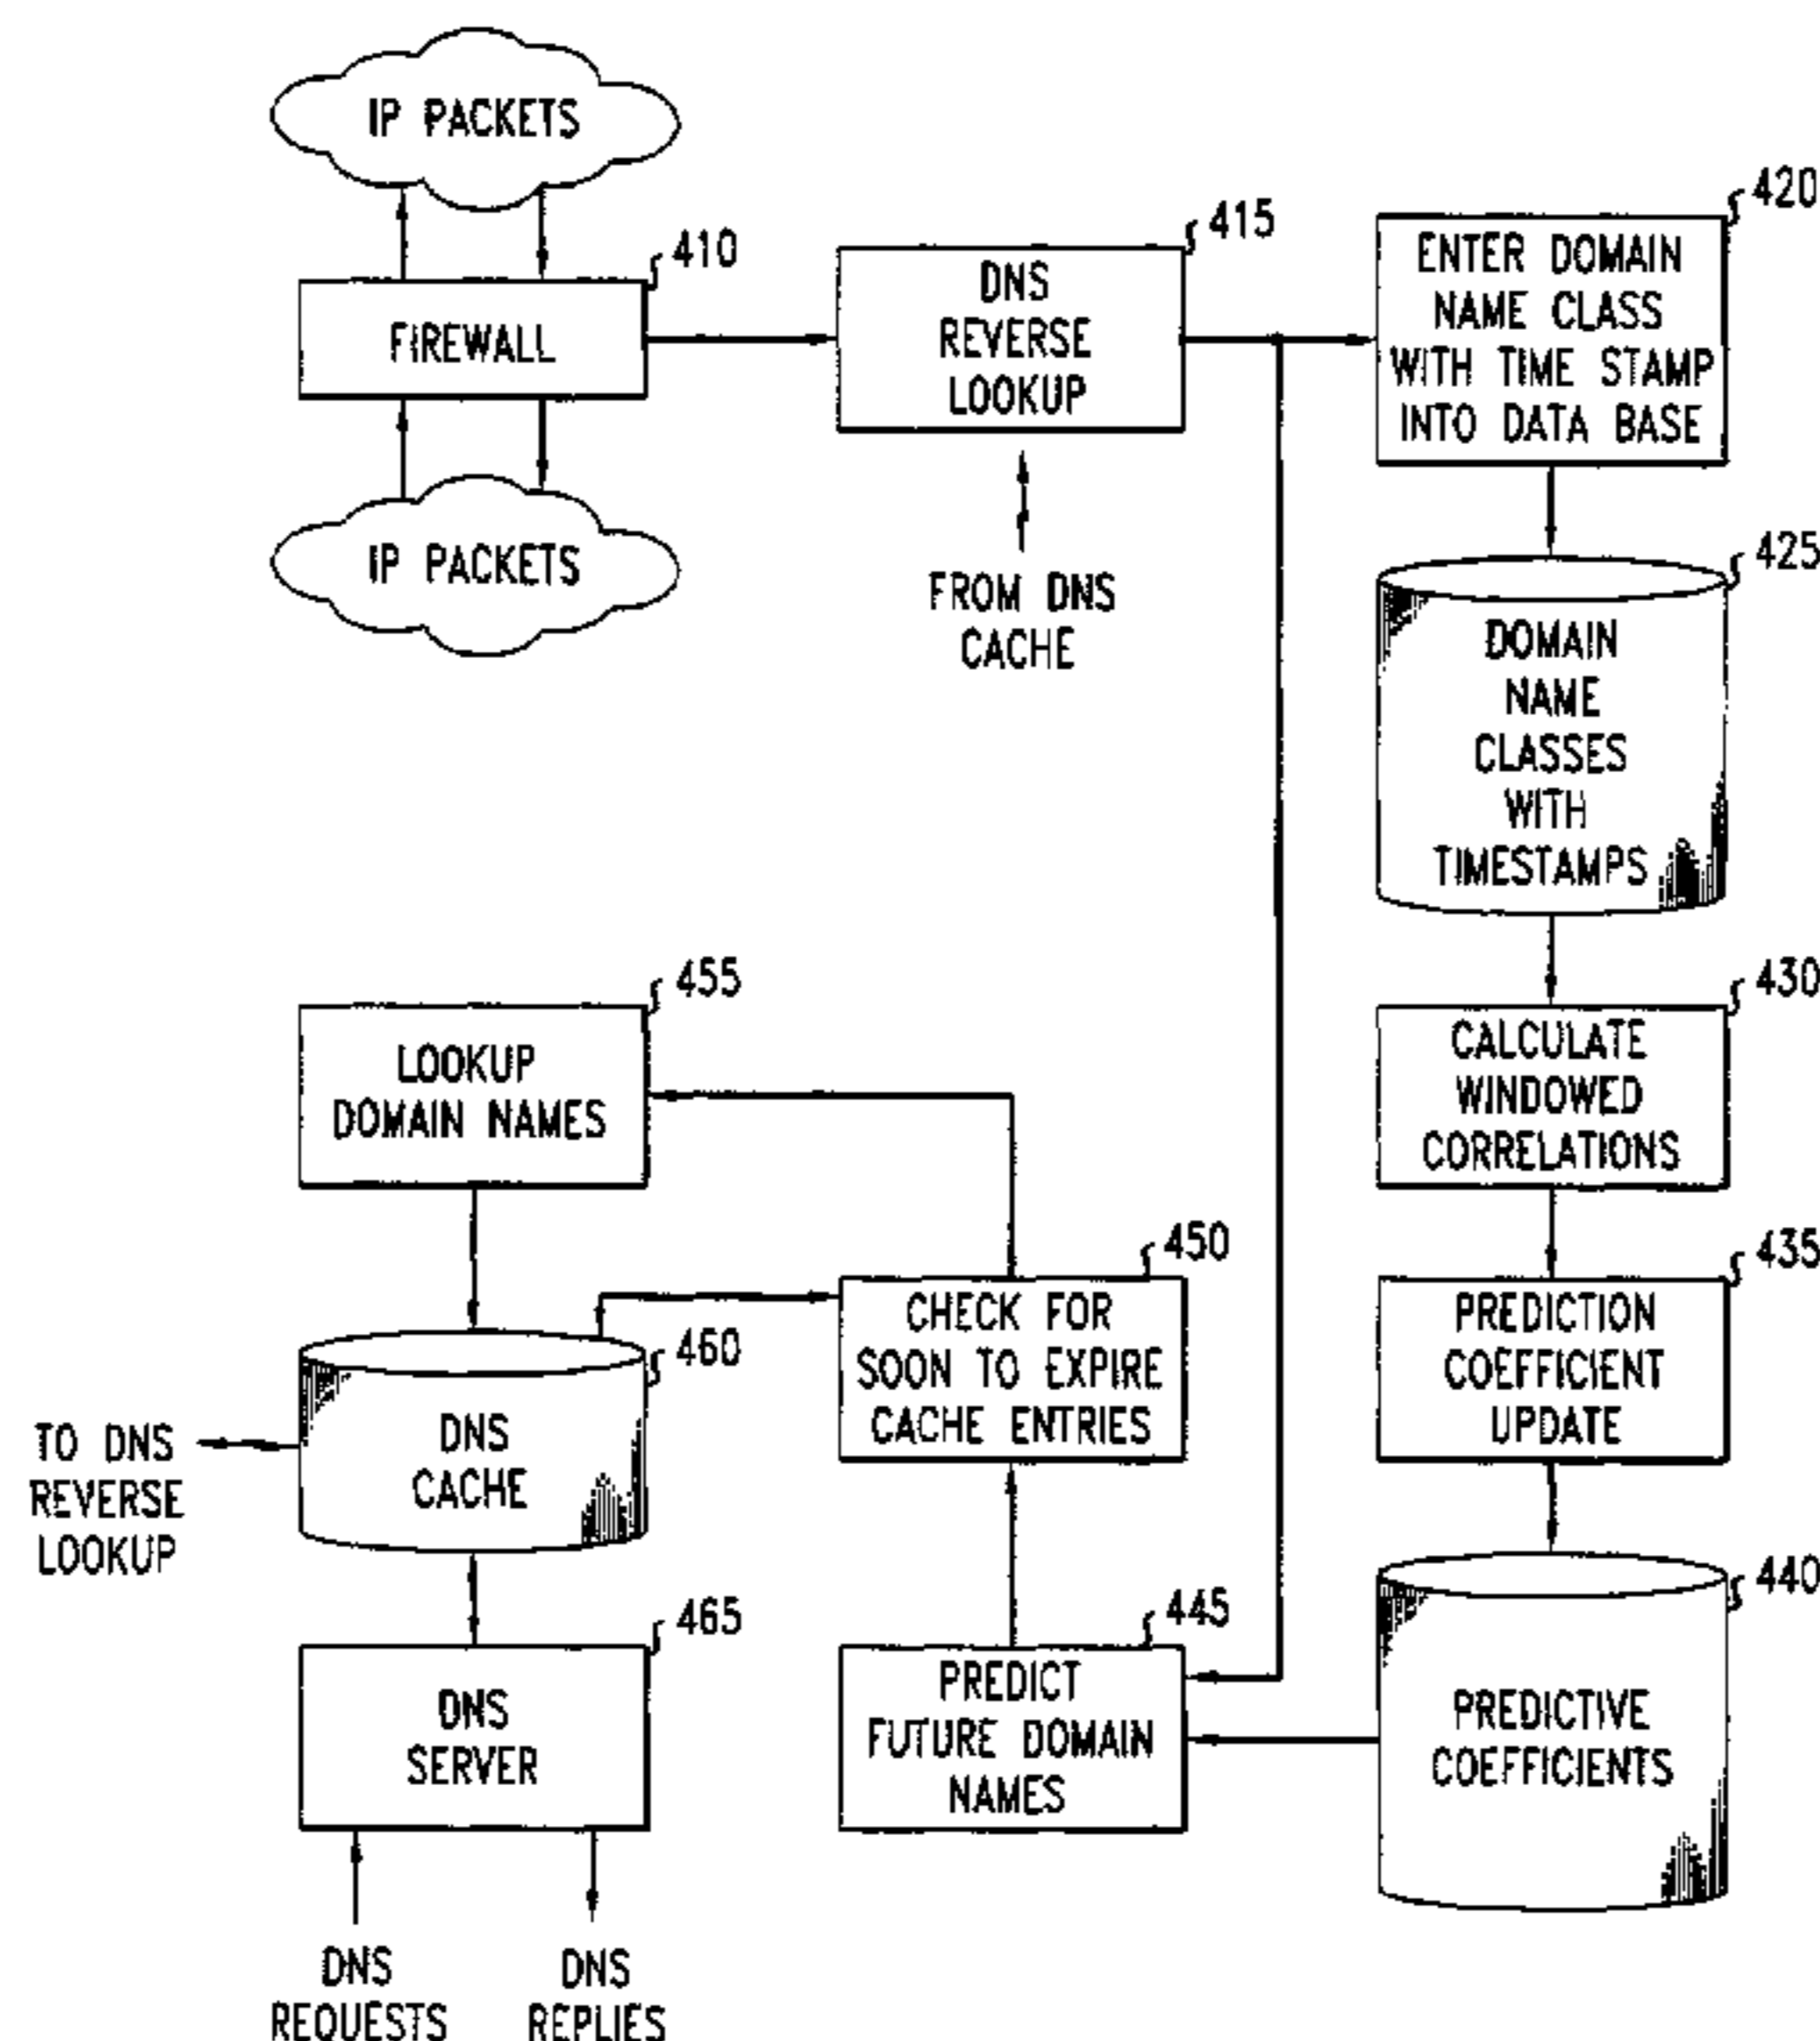 IP PACKETS
410
FIREWALL
IP PACKETS
415
DNS
REVERSE
LOOKUP
FROM DNS
CACHE
420
ENTER DOMAIN
NAME CLASS
WITH TIME STAMP
INTO DATA BASE
425
DOMAIN
NAME
CLASSES
WITH
TIMESTAMPS
430
CALCULATE
WINDOWED
CORRELATIONS
435
PREDICTION
COEFFICIENT
UPDATE
440
PREDICTIVE
COEFFICIENTS
445
PREDICT
FUTURE DOMAIN
NAMES
450
CHECK FOR
SOON TO EXPIRE
CACHE ENTRIES
455
LOOKUP
DOMAIN NAMES
460
DNS
CACHE
TO DNS
REVERSE
LOOKUP
465
DNS
SERVER
DNS
REQUESTS
DNS
REPLIES